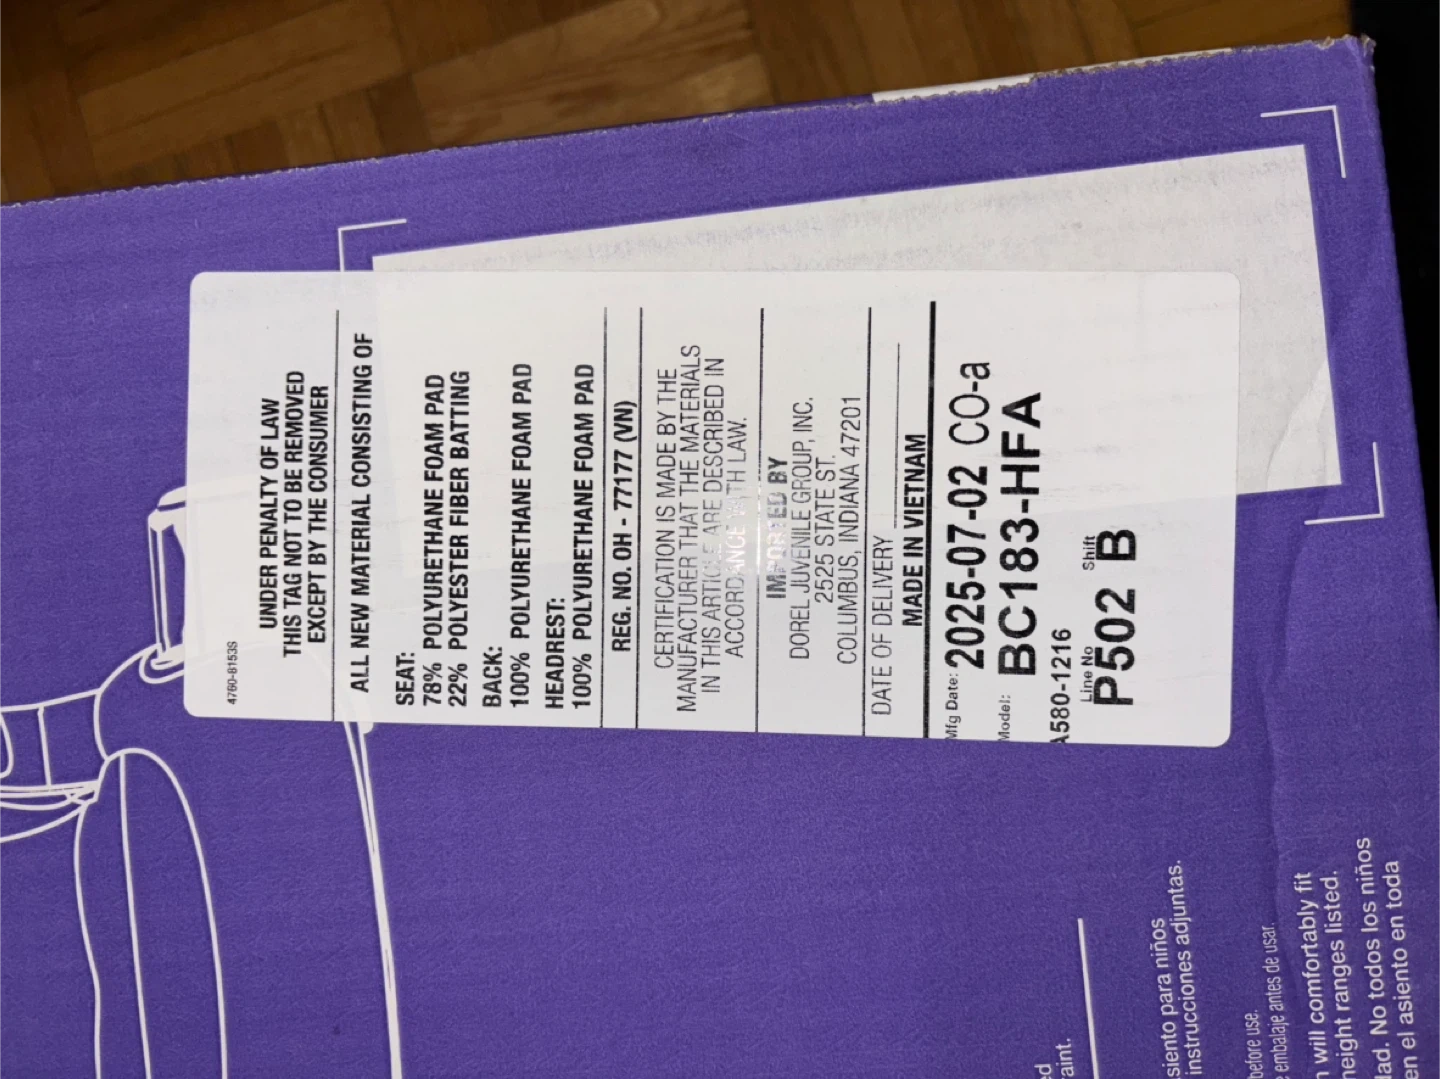 4760-8153S
UNDER PENALTY OF LAW
THIS TAG NOT TO BE REMOVED
EXCEPT BY THE CONSUMER
ALL NEW MATERIAL CONSISTING OF
SEAT:
78% POLYURETHANE FOAM PAD
22% POLYESTER FIBER BATTING
BACK:
100% POLYURETHANE FOAM PAD
HEADREST:
100% POLYURETHANE FOAM PAD
REG. NO. OH - 77177 (VN)
CERTIFICATION IS MADE BY THE
MANUFACTURER THAT THE MATERIALS
IN THIS ARTICLE ARE DESCRIBED IN
ACCORDANCE WITH LAW.
IMPORTED BY
DOREL JUVENILE GROUP, INC.
2525 STATE ST.
COLUMBUS, INDIANA 47201
DATE OF DELIVERY
MADE IN VIETNAM
Mfg Date: 2025-07-02 CO-a
Model: BC183-HFA
A580-1216
Line No Shift
P502 B
siento para niños
instrucciones adjuntas.
before use.
embalaje antes de usar.
will comfortably fit
height ranges listed.
dad. No todos los niños
en el asiento en toda